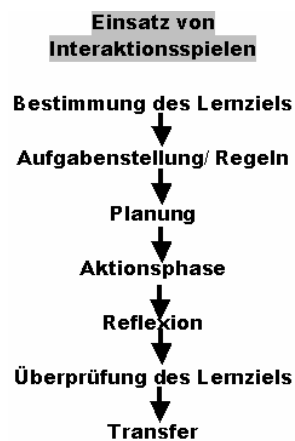 Einsatz von
Interaktionsspielen
Bestimmung des Lernziels
Aufgabenstellung/ Regeln
Planung
Aktionsphase
Reflexion
Überprüfung des Lernziels
Transfer